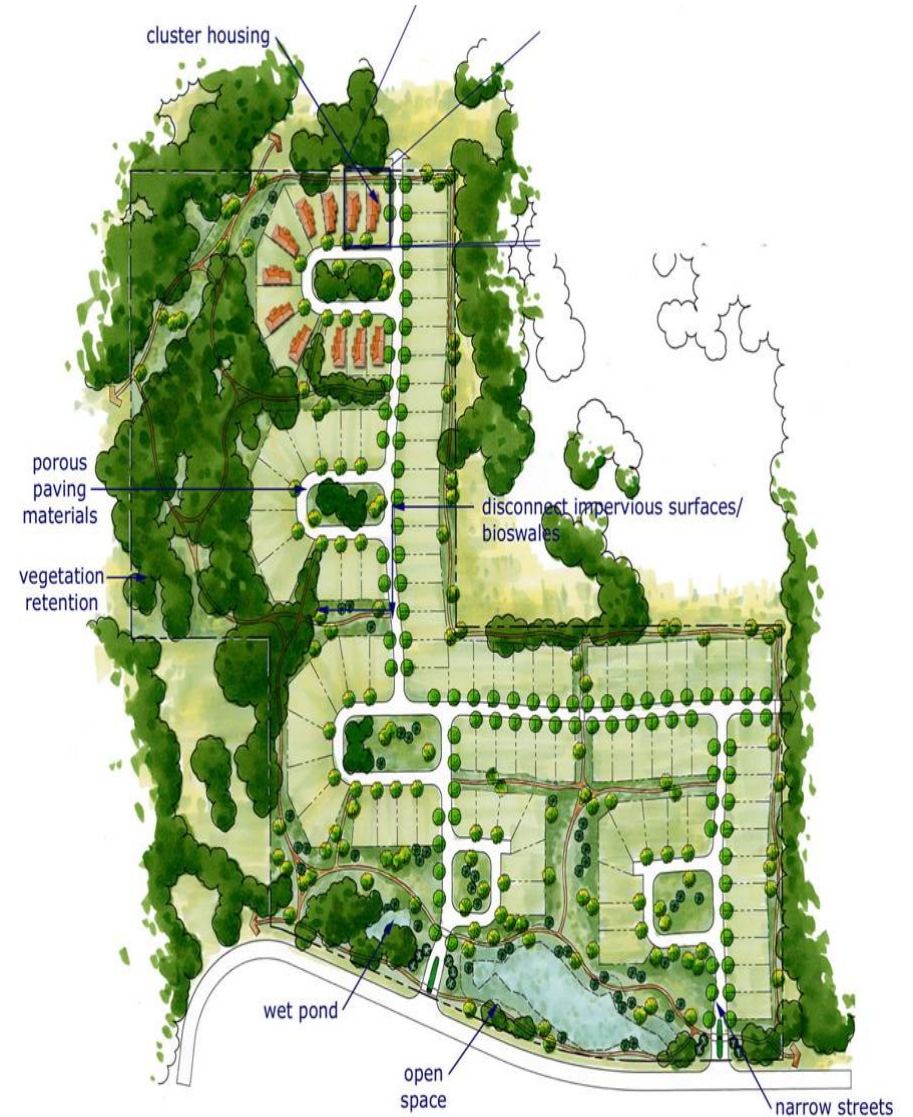 cluster housing
porous
paving
materials
disconnect impervious surfaces/
bioswales
vegetation
retention
wet pond
open
space
narrow streets